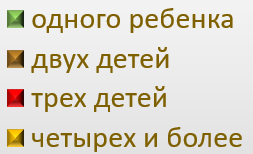 одного ребенка
двух детей
трех детей
четырех и более